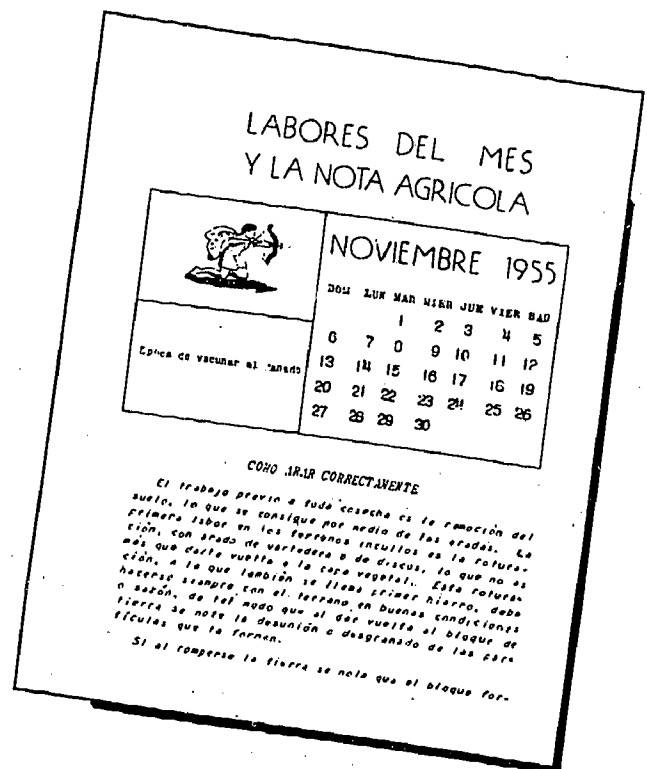 LABORES DEL MES
Y LA NOTA AGRICOLA
Epoca de vacunar al ganado
NOVIEMBRE 1955
DOM LUN MAR MIER JUE VIER SAB
1 2 3 4 5
6 7 8 9 10 11 12
13 14 15 16 17 18 19
20 21 22 23 24 25 26
27 28 29 30
COMO ARAR CORRECTAMENTE
El trabajo previo a toda cosecha es la remoción del
suelo, lo que se consigue por medio de las aradas. La
primera labor en los terrenos incultos es la rotura-
ción, con arado de vertedera o de discos, lo que no es
más que darle vuelta a la capa vegetal. Esta rotura-
ción, a la que también se llama primer hierro, debe
hacerse siempre con el terreno en buenas condiciones
o sazón, de tal modo que al dar vuelta al bloque de
tierra se note la desunión o desgranado de las par-
tículas que la forman.
Si al romperse la tierra se nota que el bloque for-